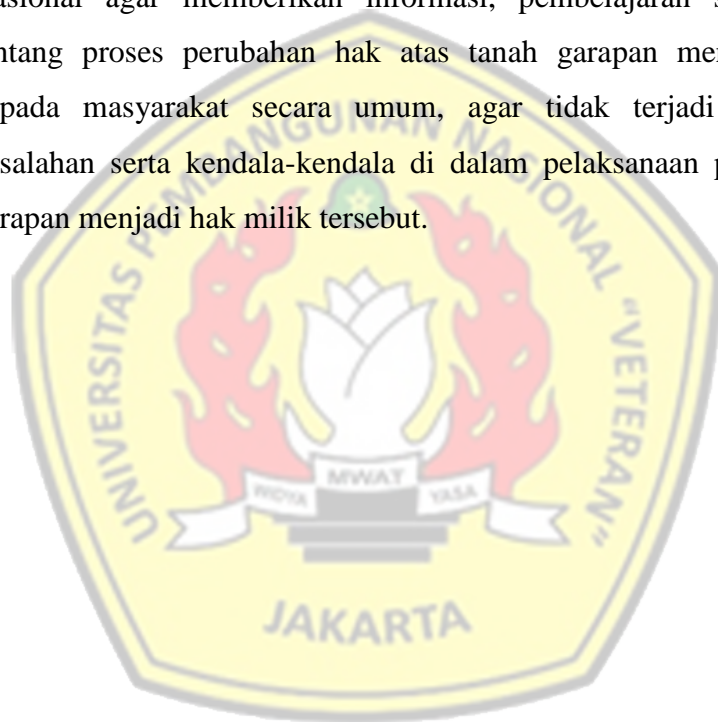 sional agar memberikan informasi, pembelajaran s
ntang proses perubahan hak atas tanah garapan me
pada masyarakat secara umum, agar tidak terjadi
salahan serta kendala-kendala di dalam pelaksanaan p
rapan menjadi hak milik tersebut.
UNIVERSITAS PEMBANGUNAN NASIONAL "VETERAN"
WIDYA MWAT YASA
JAKARTA